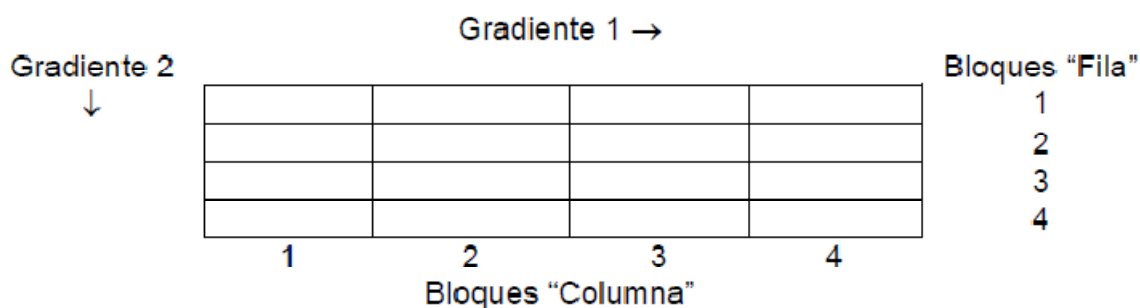 Gradiente 1 →
Gradiente 2
↓
Bloques “Fila”
1
2
3
4
1 2 3 4
Bloques “Columna”